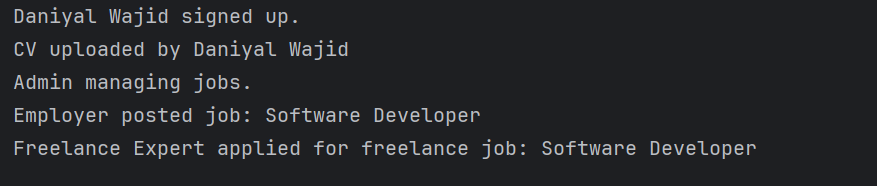 Daniyal Wajid signed up.
CV uploaded by Daniyal Wajid
Admin managing jobs.
Employer posted job: Software Developer
Freelance Expert applied for freelance job: Software Developer